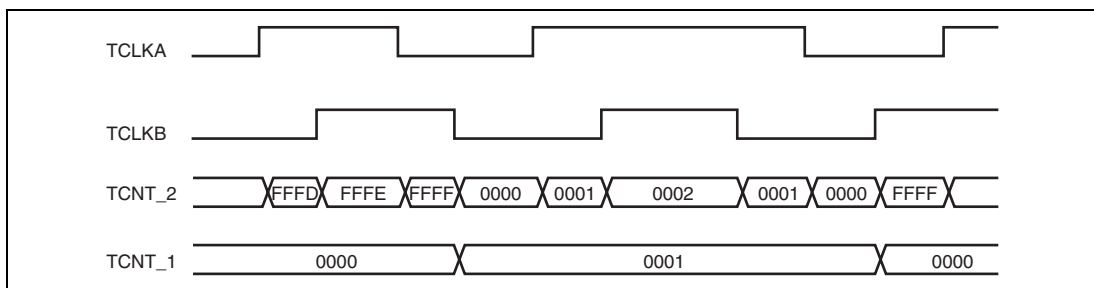 TCLKA
TCLKB
TCNT_2 FFFD FFFE FFFF 0000 0001 0002 0001 0000 FFFF
TCNT_1 0000 0001 0000